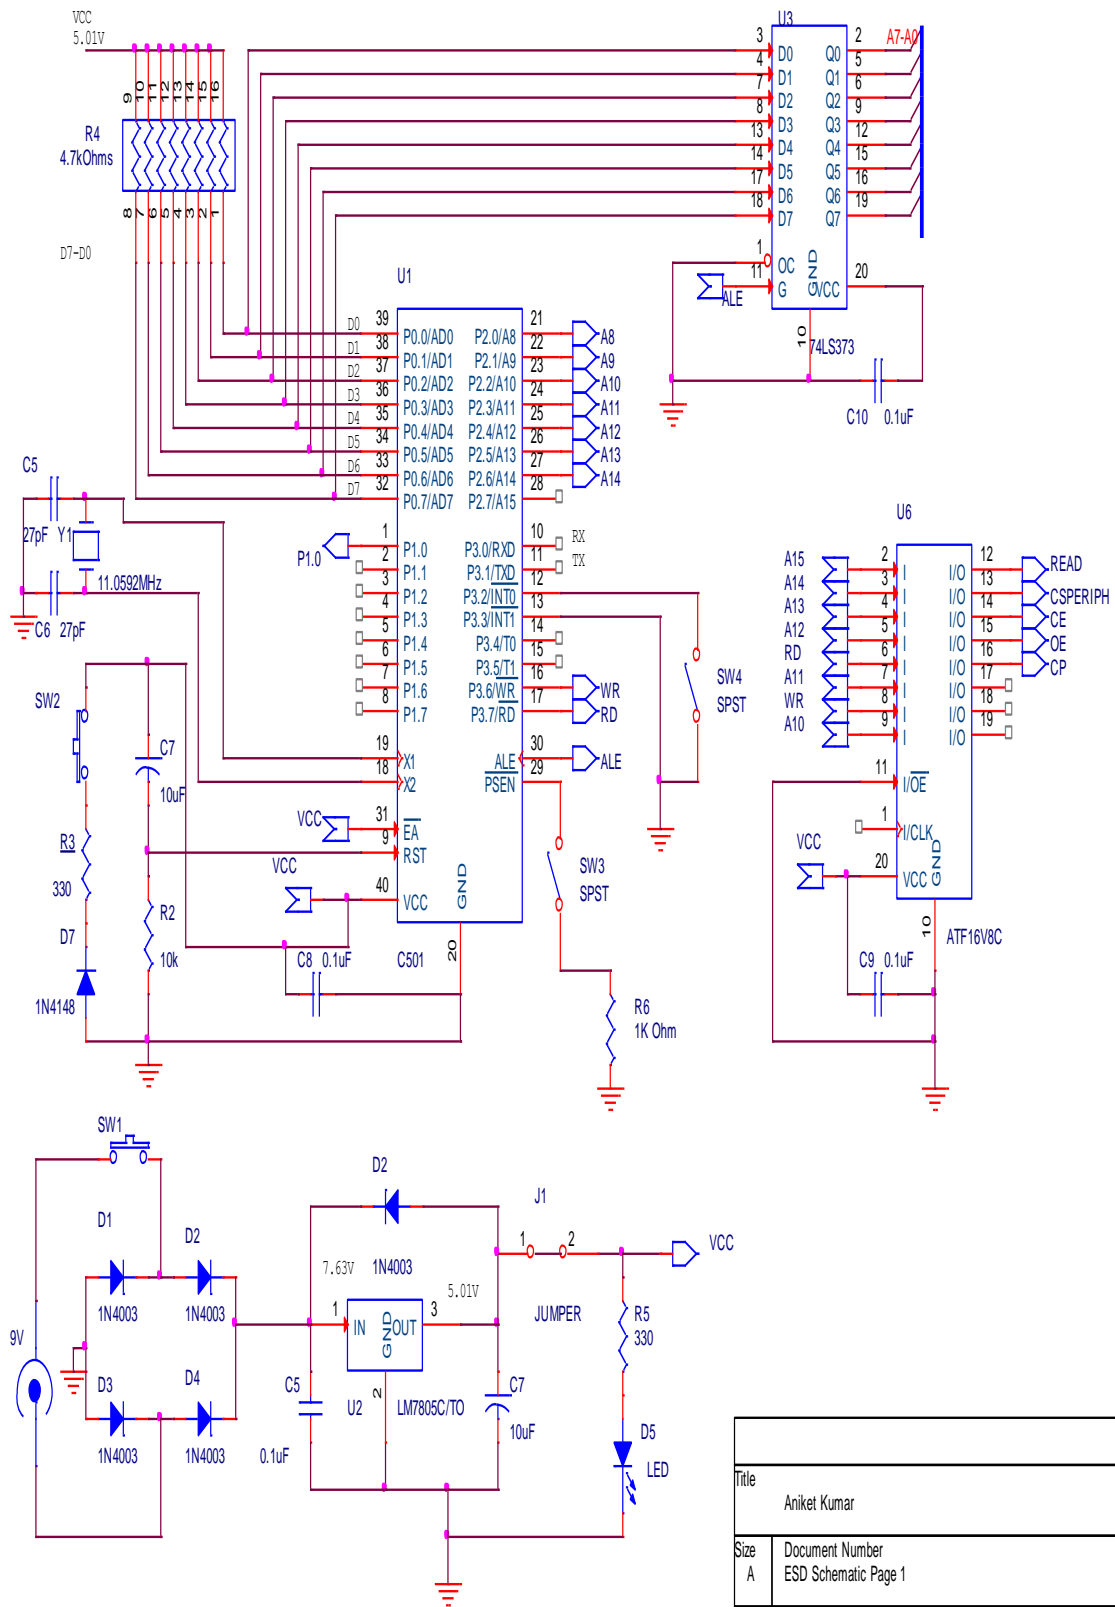 VCC
5.01V
9 10 11 12 13 14 15 16
R4
4.7kOhms
8 7 6 5 4 3 2 1
D7-D0
U3
3 D0 Q0 2 A7-A0
4 D1 Q1 5
7 D2 Q2 6
8 D3 Q3 9
13 D4 Q4 12
14 D5 Q5 15
17 D6 Q6 16
18 D7 Q7 19
1 OC GND
11 G VCC 20
ALE
10
74LS373
C10 0.1uF
U1
D0 39 P0.0/AD0 P2.0/A8 21 A8
D1 38 P0.1/AD1 P2.1/A9 22 A9
D2 37 P0.2/AD2 P2.2/A10 23 A10
D3 36 P0.3/AD3 P2.3/A11 24 A11
D4 35 P0.4/AD4 P2.4/A12 25 A12
D5 34 P0.5/AD5 P2.5/A13 26 A13
D6 33 P0.6/AD6 P2.6/A14 27 A14
D7 32 P0.7/AD7 P2.7/A15 28
P1.0 1 P1.0 P3.0/RXD 10 RX
2 P1.1 P3.1/TXD 11 TX
3 P1.2 P3.2/INT0 12
4 P1.3 P3.3/INT1 13
5 P1.4 P3.4/T0 14
6 P1.5 P3.5/T1 15
7 P1.6 P3.6/WR 16 WR
8 P1.7 P3.7/RD 17 RD
19 X1 ALE 30 ALE
18 X2 PSEN 29
VCC 31 EA
9 RST
VCC 40 VCC GND
20
C501
C8 0.1uF
C5
27pF Y1
11.0592MHz
C6 27pF
SW2
C7
10uF
R3
330
R2
10k
D7
1N4148
SW4
SPST
SW3
SPST
R6
1K Ohm
U6
A15 2 I I/O 12 READ
A14 3 I I/O 13 CSPERIPH
A13 4 I I/O 14 CE
A12 5 I I/O 15 OE
RD 6 I I/O 16 CP
A11 7 I I/O 17
WR 8 I I/O 18
A10 9 I I/O 19
11 I/OE
1 I/CLK
VCC 20 VCC GND
10
ATF16V8C
C9 0.1uF
SW1
D1
1N4003
D2
1N4003
9V
D3
1N4003
D4
1N4003
D2
1N4003
7.63V
5.01V
1 IN GND OUT 3
2
U2 LM7805C/TO
C5
0.1uF
C7
10uF
J1
1 2
JUMPER
VCC
R5
330
D5
LED
Title
Aniket Kumar
Size
A
Document Number
ESD Schematic Page 1